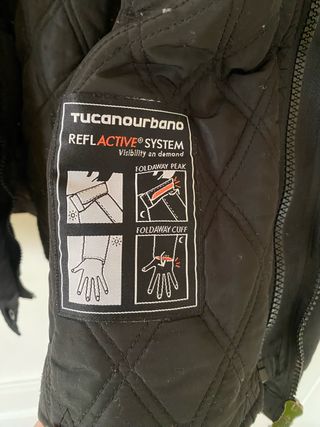 TUCANOURBANO
REFLACTIVE® SYSTEM
Visibility on demand
FOLDAWAY PEAK
FOLDAWAY CUFF